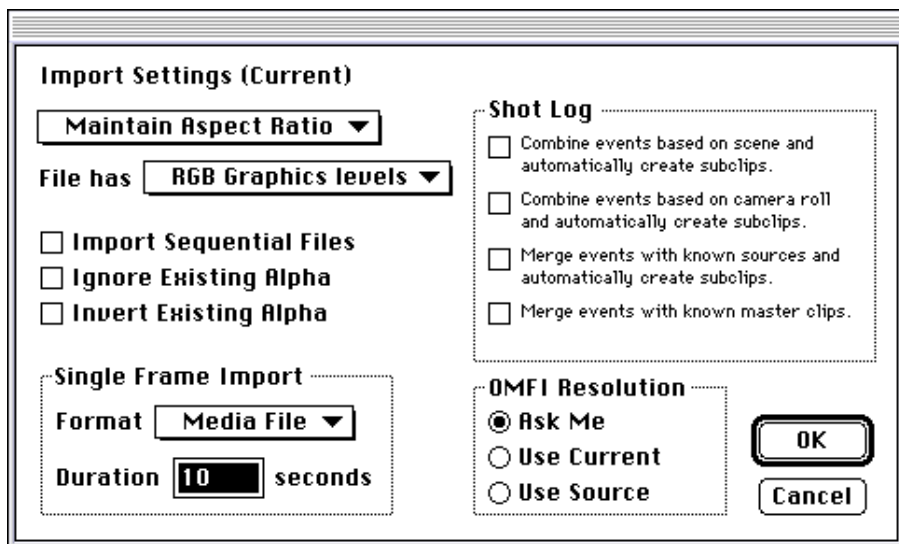 Import Settings (Current)
Maintain Aspect Ratio
File has RGB Graphics levels
Import Sequential Files
Ignore Existing Alpha
Invert Existing Alpha
Single Frame Import
Format Media File
Duration 10 seconds
Shot Log
Combine events based on scene and
automatically create subclips.
Combine events based on camera roll
and automatically create subclips.
Merge events with known sources and
automatically create subclips.
Merge events with known master clips.
OMFI Resolution
Ask Me
Use Current
Use Source
OK
Cancel